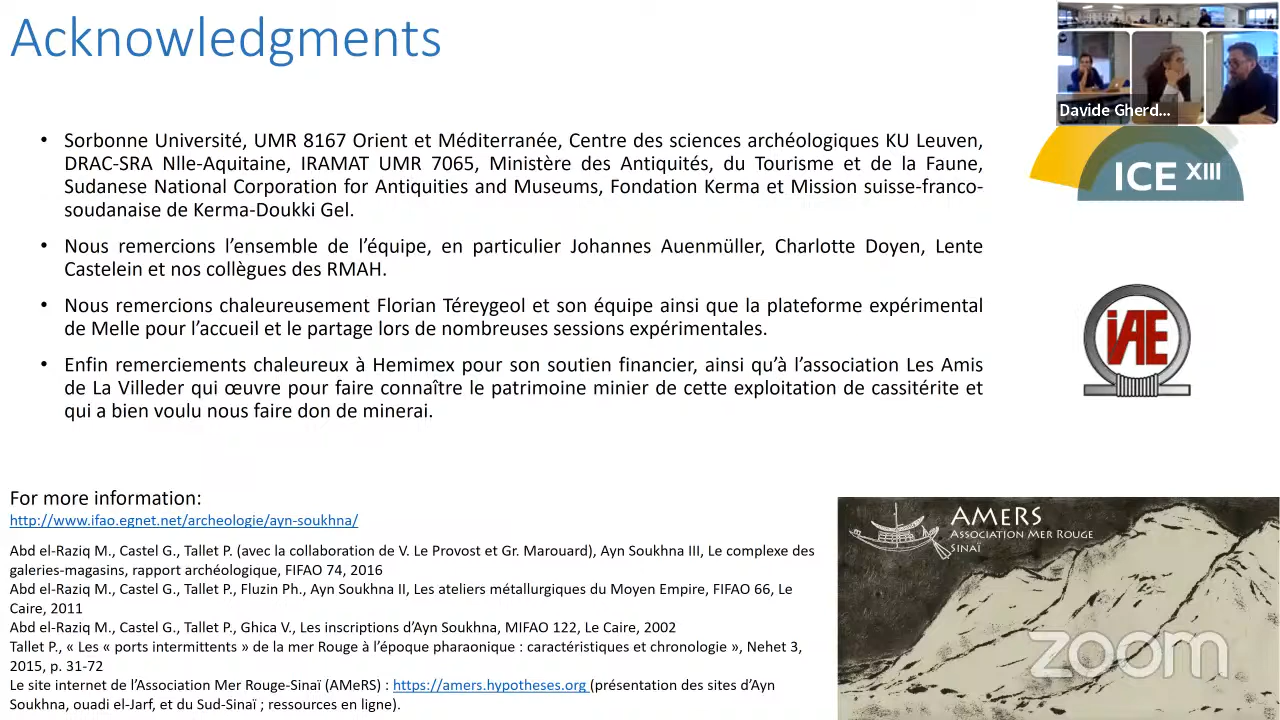 Acknowledgments
Davide Gherd...
ICE XIII
• Sorbonne Université, UMR 8167 Orient et Méditerranée, Centre des sciences archéologiques KU Leuven,
DRAC-SRA Nlle-Aquitaine, IRAMAT UMR 7065, Ministère des Antiquités, du Tourisme et de la Faune,
Sudanese National Corporation for Antiquities and Museums, Fondation Kerma et Mission suisse-franco-
soudanaise de Kerma-Doukki Gel.
• Nous remercions l’ensemble de l’équipe, en particulier Johannes Auenmüller, Charlotte Doyen, Lente
Castelein et nos collègues des RMAH.
• Nous remercions chaleureusement Florian Téreygeol et son équipe ainsi que la plateforme expérimental
de Melle pour l’accueil et le partage lors de nombreuses sessions expérimentales.
• Enfin remerciements chaleureux à Hemimex pour son soutien financier, ainsi qu’à l’association Les Amis
de La Villeder qui œuvre pour faire connaître le patrimoine minier de cette exploitation de cassitérite et
qui a bien voulu nous faire don de minerai.
iAE
For more information:
http://www.ifao.egnet.net/archeologie/ayn-soukhna/
Abd el-Raziq M., Castel G., Tallet P. (avec la collaboration de V. Le Provost et Gr. Marouard), Ayn Soukhna III, Le complexe des
galeries-magasins, rapport archéologique, FIFAO 74, 2016
Abd el-Raziq M., Castel G., Tallet P., Fluzin Ph., Ayn Soukhna II, Les ateliers métallurgiques du Moyen Empire, FIFAO 66, Le
Caire, 2011
Abd el-Raziq M., Castel G., Tallet P., Ghica V., Les inscriptions d’Ayn Soukhna, MIFAO 122, Le Caire, 2002
Tallet P., « Les « ports intermittents » de la mer Rouge à l’époque pharaonique : caractéristiques et chronologie », Nehet 3,
2015, p. 31-72
Le site internet de l’Association Mer Rouge-Sinaï (AMeRS) : https://amers.hypotheses.org (présentation des sites d’Ayn
Soukhna, ouadi el-Jarf, et du Sud-Sinaï ; ressources en ligne).
AMeRS
Association Mer Rouge
Sinaï
zoom